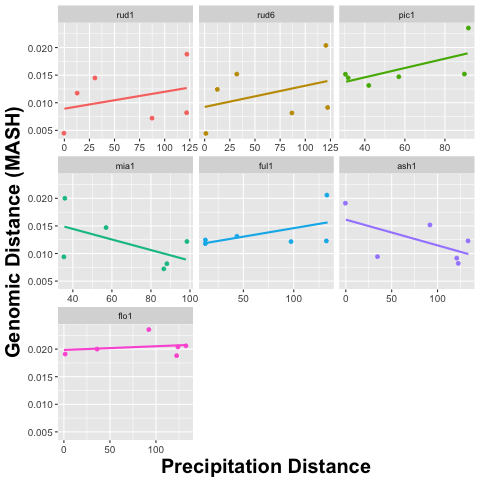 rud1 rud6 pic1
0.020
0.015
0.010
0.005
0 25 50 75 100 125 0 25 50 75 100 125 40 60 80
mia1 ful1 ash1
0.020
0.015
0.010
0.005
40 60 80 100 50 100 0 50 100
flo1
0.020
0.015
0.010
0.005
0 50 100
Genomic Distance (MASH)
Precipitation Distance